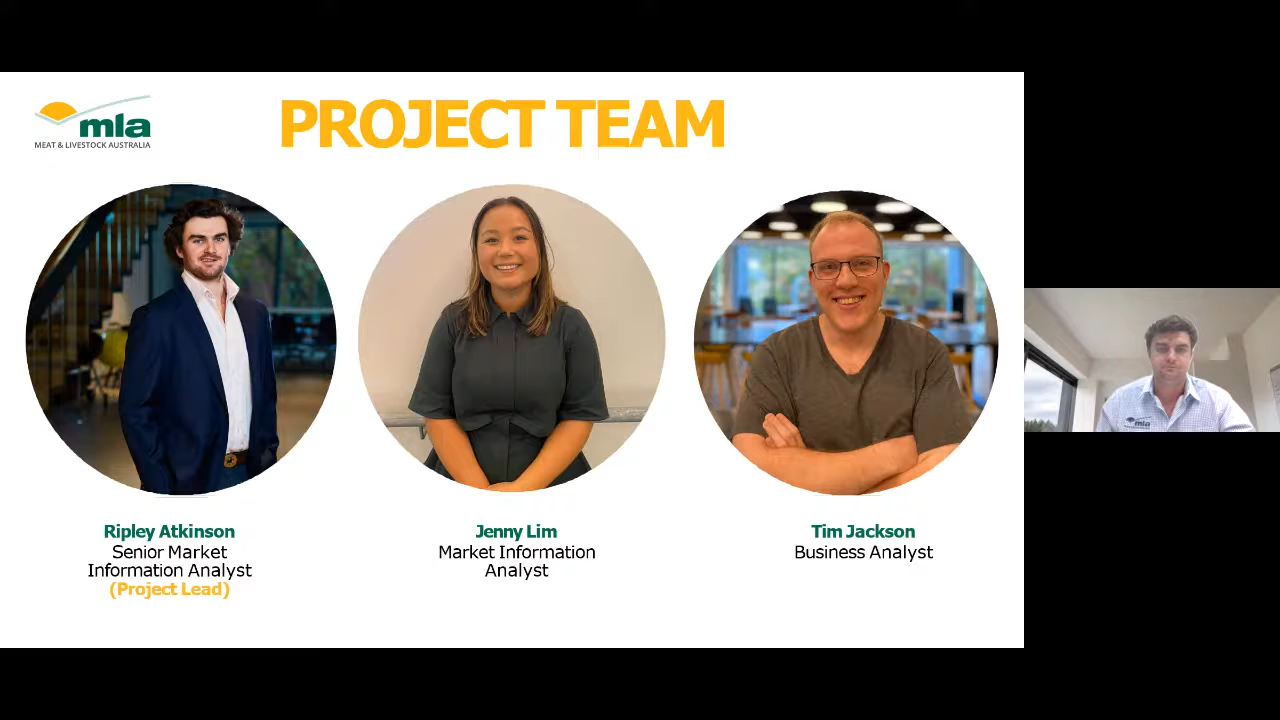 mla
MEAT & LIVESTOCK AUSTRALIA
PROJECT TEAM
Ripley Atkinson
Senior Market
Information Analyst
(Project Lead)
Jenny Lim
Market Information
Analyst
Tim Jackson
Business Analyst
mla